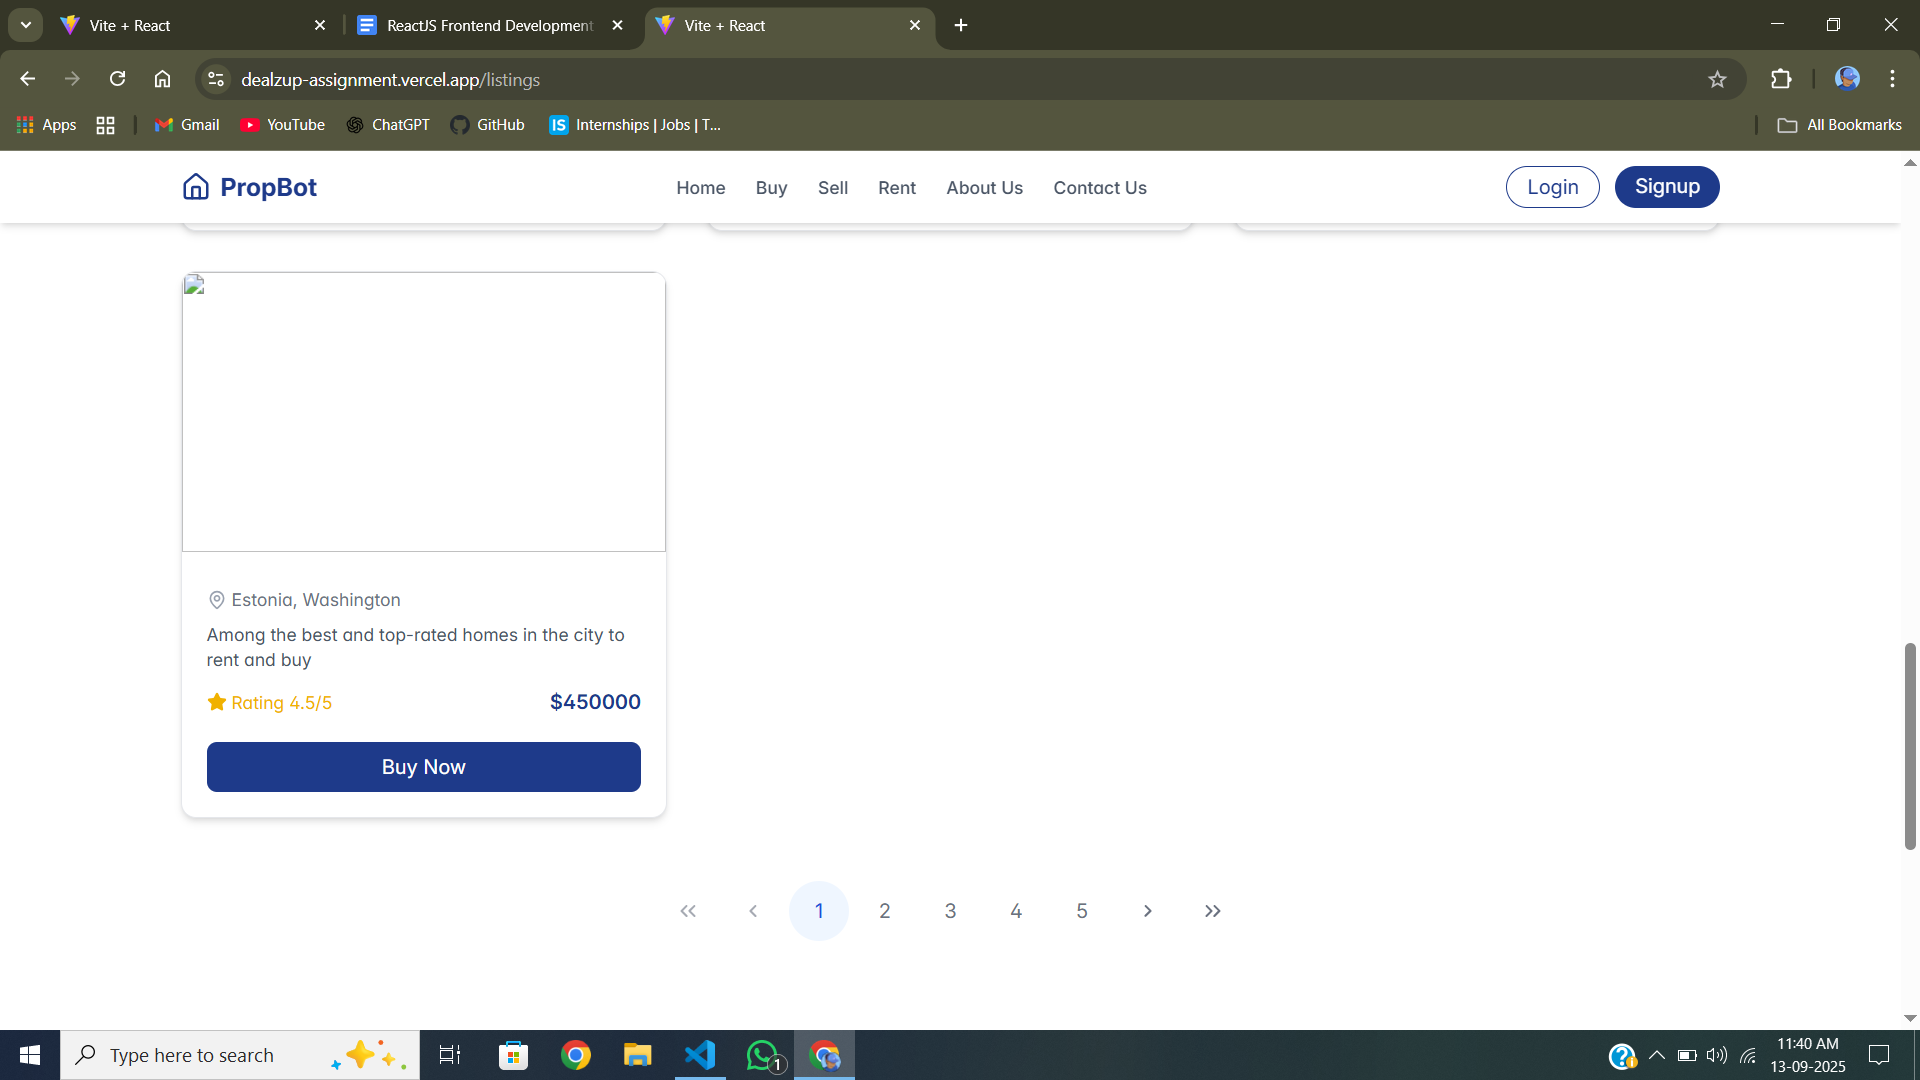 Vite + React
ReactJS Frontend Development
Vite + React
dealzup-assignment.vercel.app/listings
Apps
Gmail
YouTube
ChatGPT
GitHub
IS Internships | Jobs | T...
All Bookmarks
PropBot
Home
Buy
Sell
Rent
About Us
Contact Us
Login
Signup
Estonia, Washington
Among the best and top-rated homes in the city to
rent and buy
Rating 4.5/5
$450000
Buy Now
« ‹ 1 2 3 4 5 › »
Type here to search
1
11:40 AM
13-09-2025